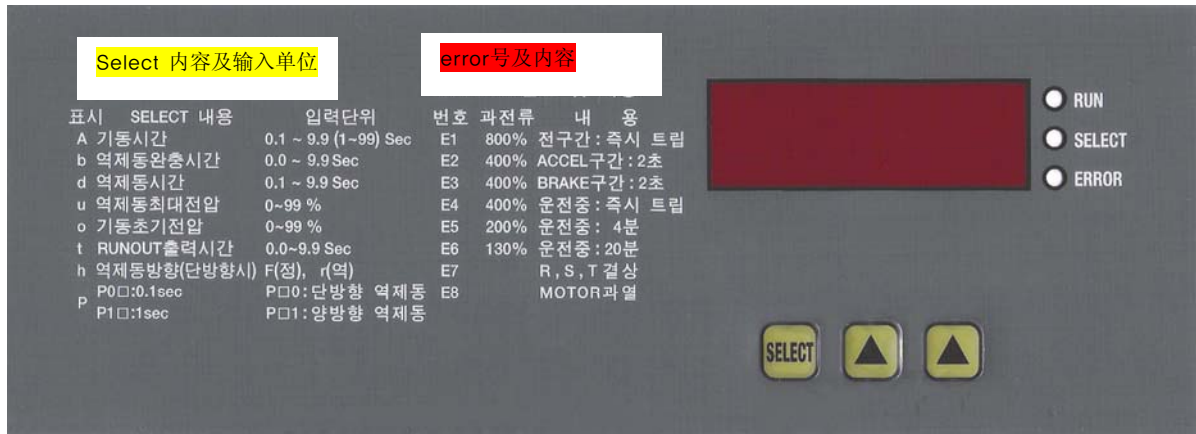 Select 内容及输入单位
error号及内容
표시 SELECT 내용 입력단위
A 기동시간 0.1 ~ 9.9 (1~99) Sec
b 역제동완충시간 0.0 ~ 9.9 Sec
d 역제동시간 0.1 ~ 9.9 Sec
u 역제동최대전압 0~99 %
o 기동초기전압 0~99 %
t RUNOUT출력시간 0.0~9.9 Sec
h 역제동방향(단방향시) F(정), r(역)
P P0□:0.1sec P□0:단방향 역제동
P1□:1sec P□1:양방향 역제동
번호 과전류 내 용
E1 800% 전구간:즉시 트립
E2 400% ACCEL구간:2초
E3 400% BRAKE구간:2초
E4 400% 운전중:즉시 트립
E5 200% 운전중: 4분
E6 130% 운전중:20분
E7 R,S,T결상
E8 MOTOR과열
RUN
SELECT
ERROR
SELECT